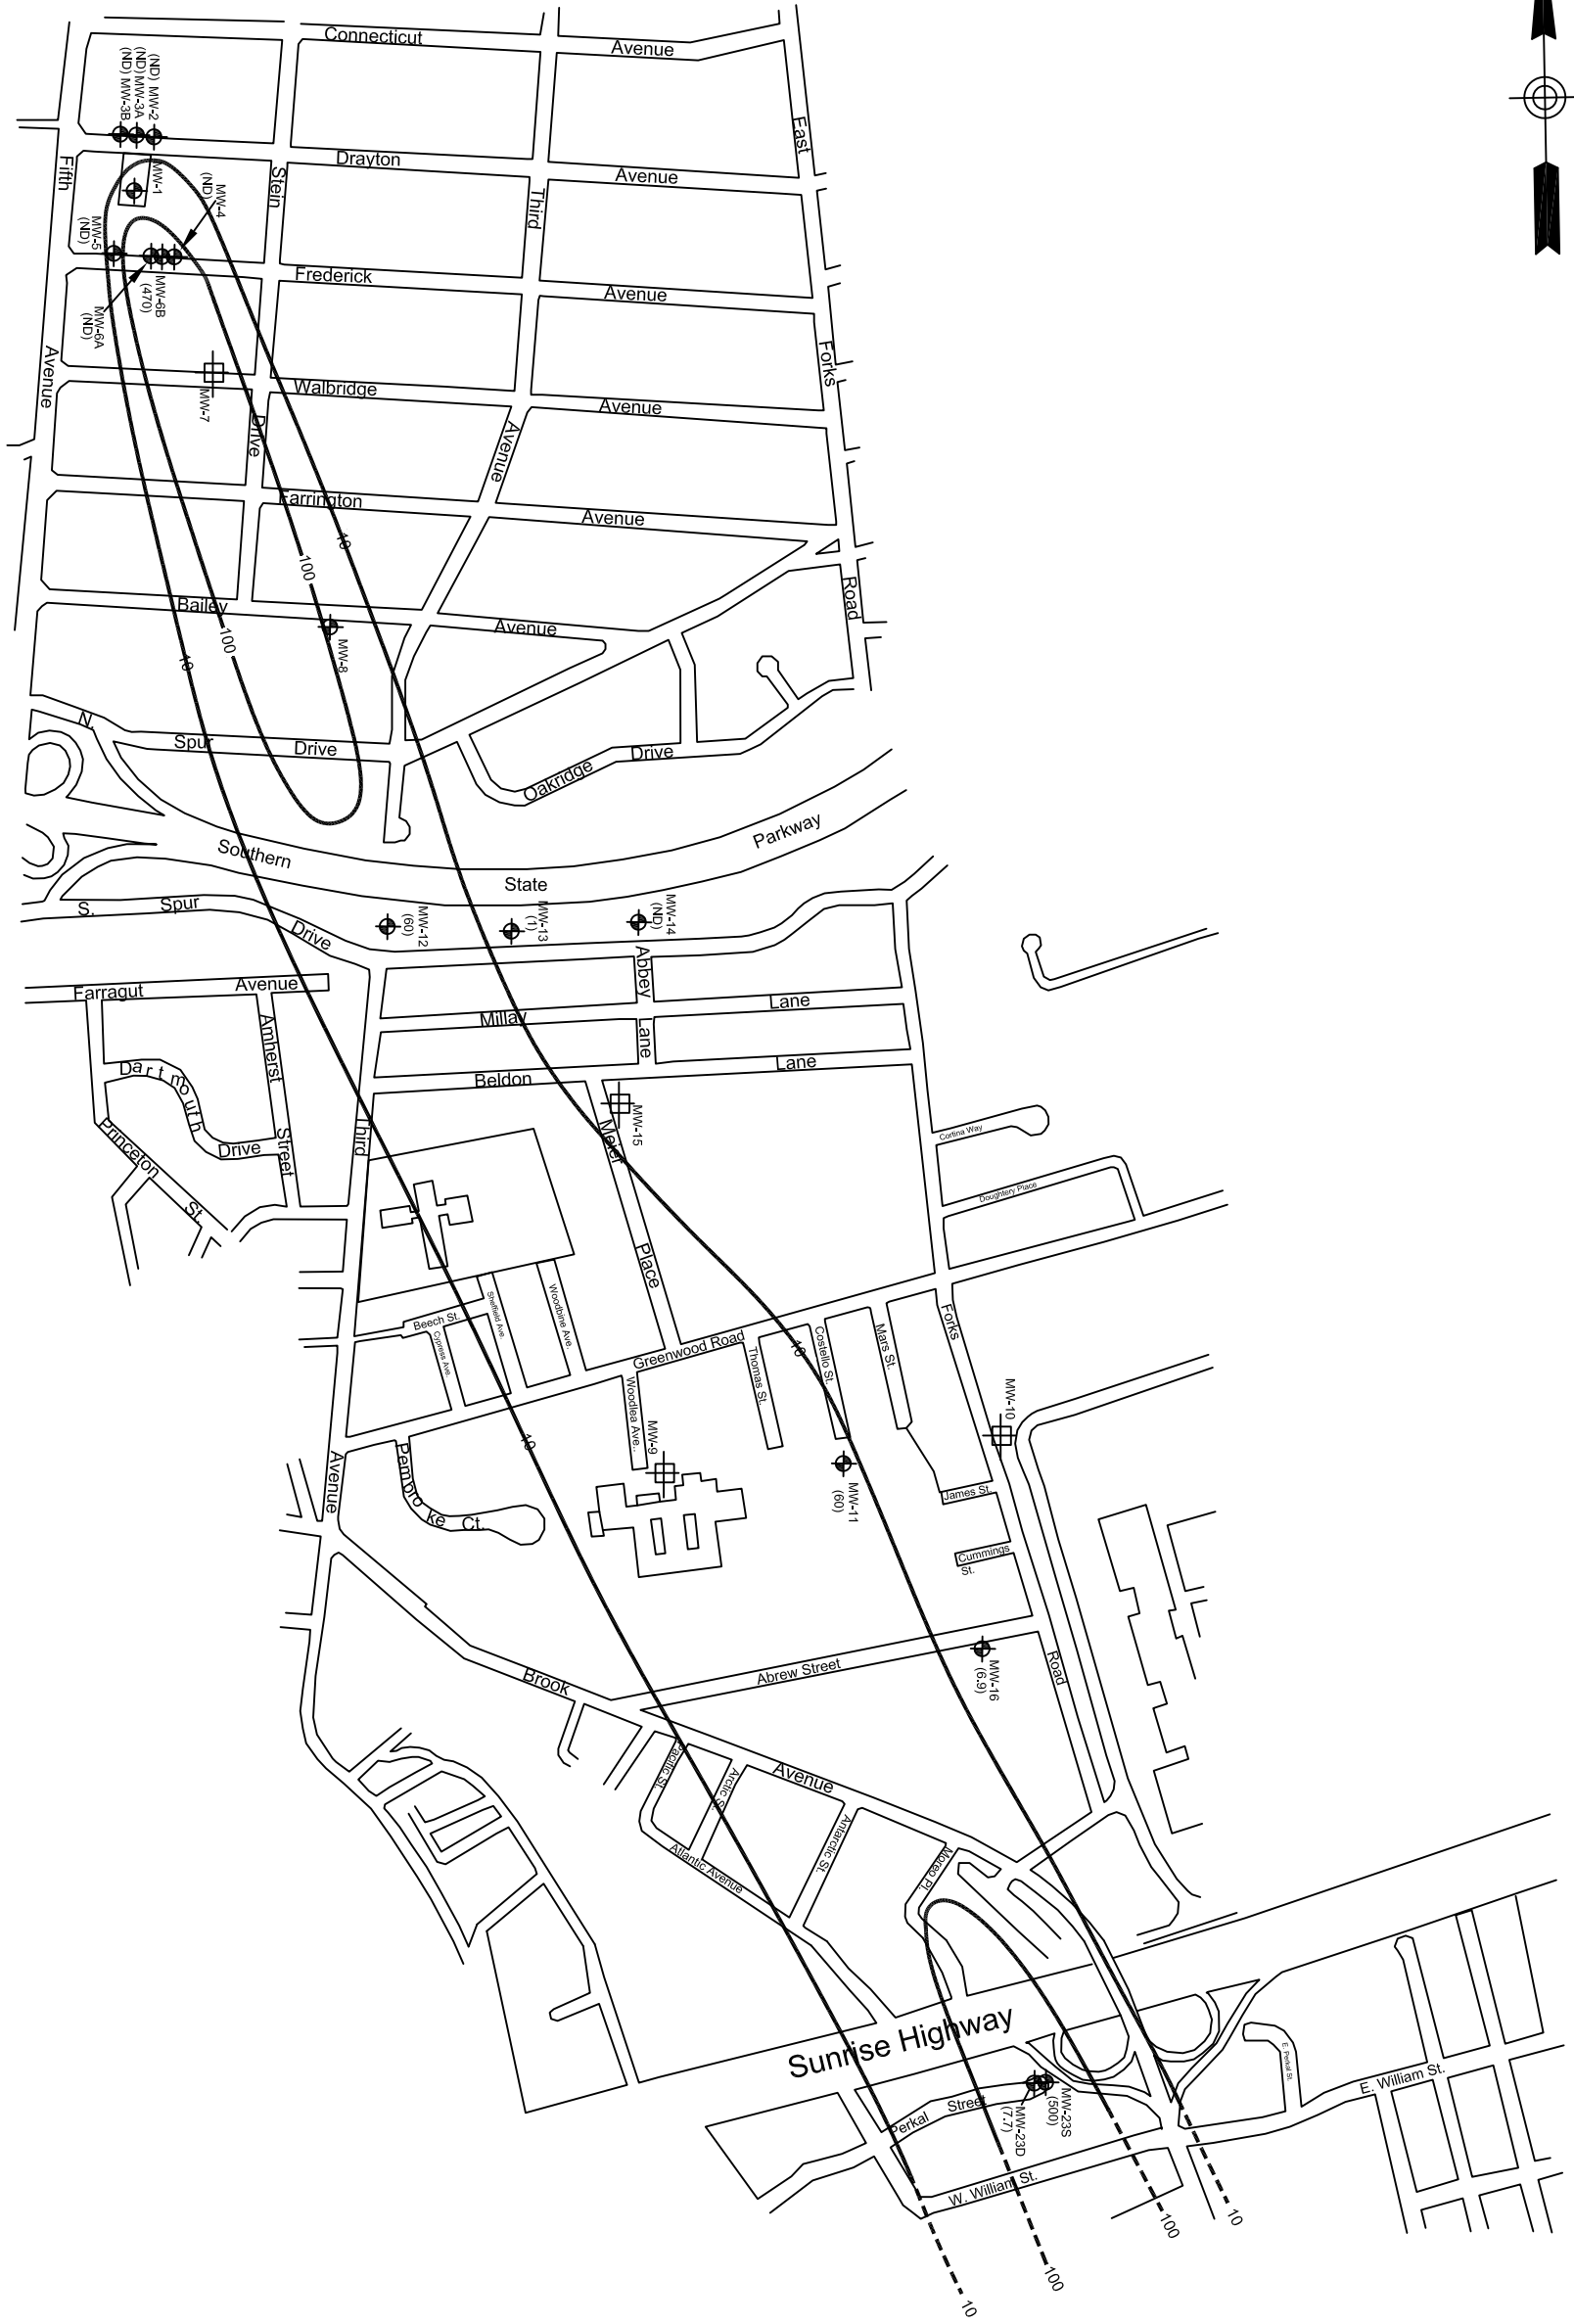 Connecticut Avenue
(ND) MW-2
(ND) MW-3A
(ND) MW-3B
East
Fifth
MW-1
Drayton Avenue
Stein
MW-4
(ND)
Third
MW-5
(ND)
Frederick Avenue
MW-6B
(470)
MW-6A
(ND)
Forks
Avenue
Walbridge Avenue
MW-7
Drive
Avenue
Farrington Avenue
10
100
Road
Bailey Avenue
100
10
MW-8
N. Spur Drive
Oakridge Drive
Southern State Parkway
S. Spur Drive
MW-12
(60)
MW-13
(1)
MW-14
(ND)
Farragut Avenue
Abbey Lane
Millay Lane
Amherst Street
Dartmouth Drive
Beldon Lane
MW-15
Princeton St.
Third
Meier Place
Cortina Way
Doughtery Place
Beech St.
Cypress Ave.
Sheffield Ave.
Woodbine Ave.
Greenwood Road
Thomas St.
10
Costello St.
Mars St.
Forks
Woodlea Ave..
MW-10
10
MW-9
Avenue
Pembroke Ct.
MW-11
(60)
James St.
Cummings
St.
Brook
Abrew Street
MW-16
(6.9)
Road
Pacific St.
Arctic St.
Avenue
Atlantic Avenue
Antarctic St.
Moreo Pl.
Sunrise Highway
E. Perkal St.
E. William St.
Perkal Street
MW-23S
(500)
MW-23D
(7.7)
W. William St.
10
100
100
10